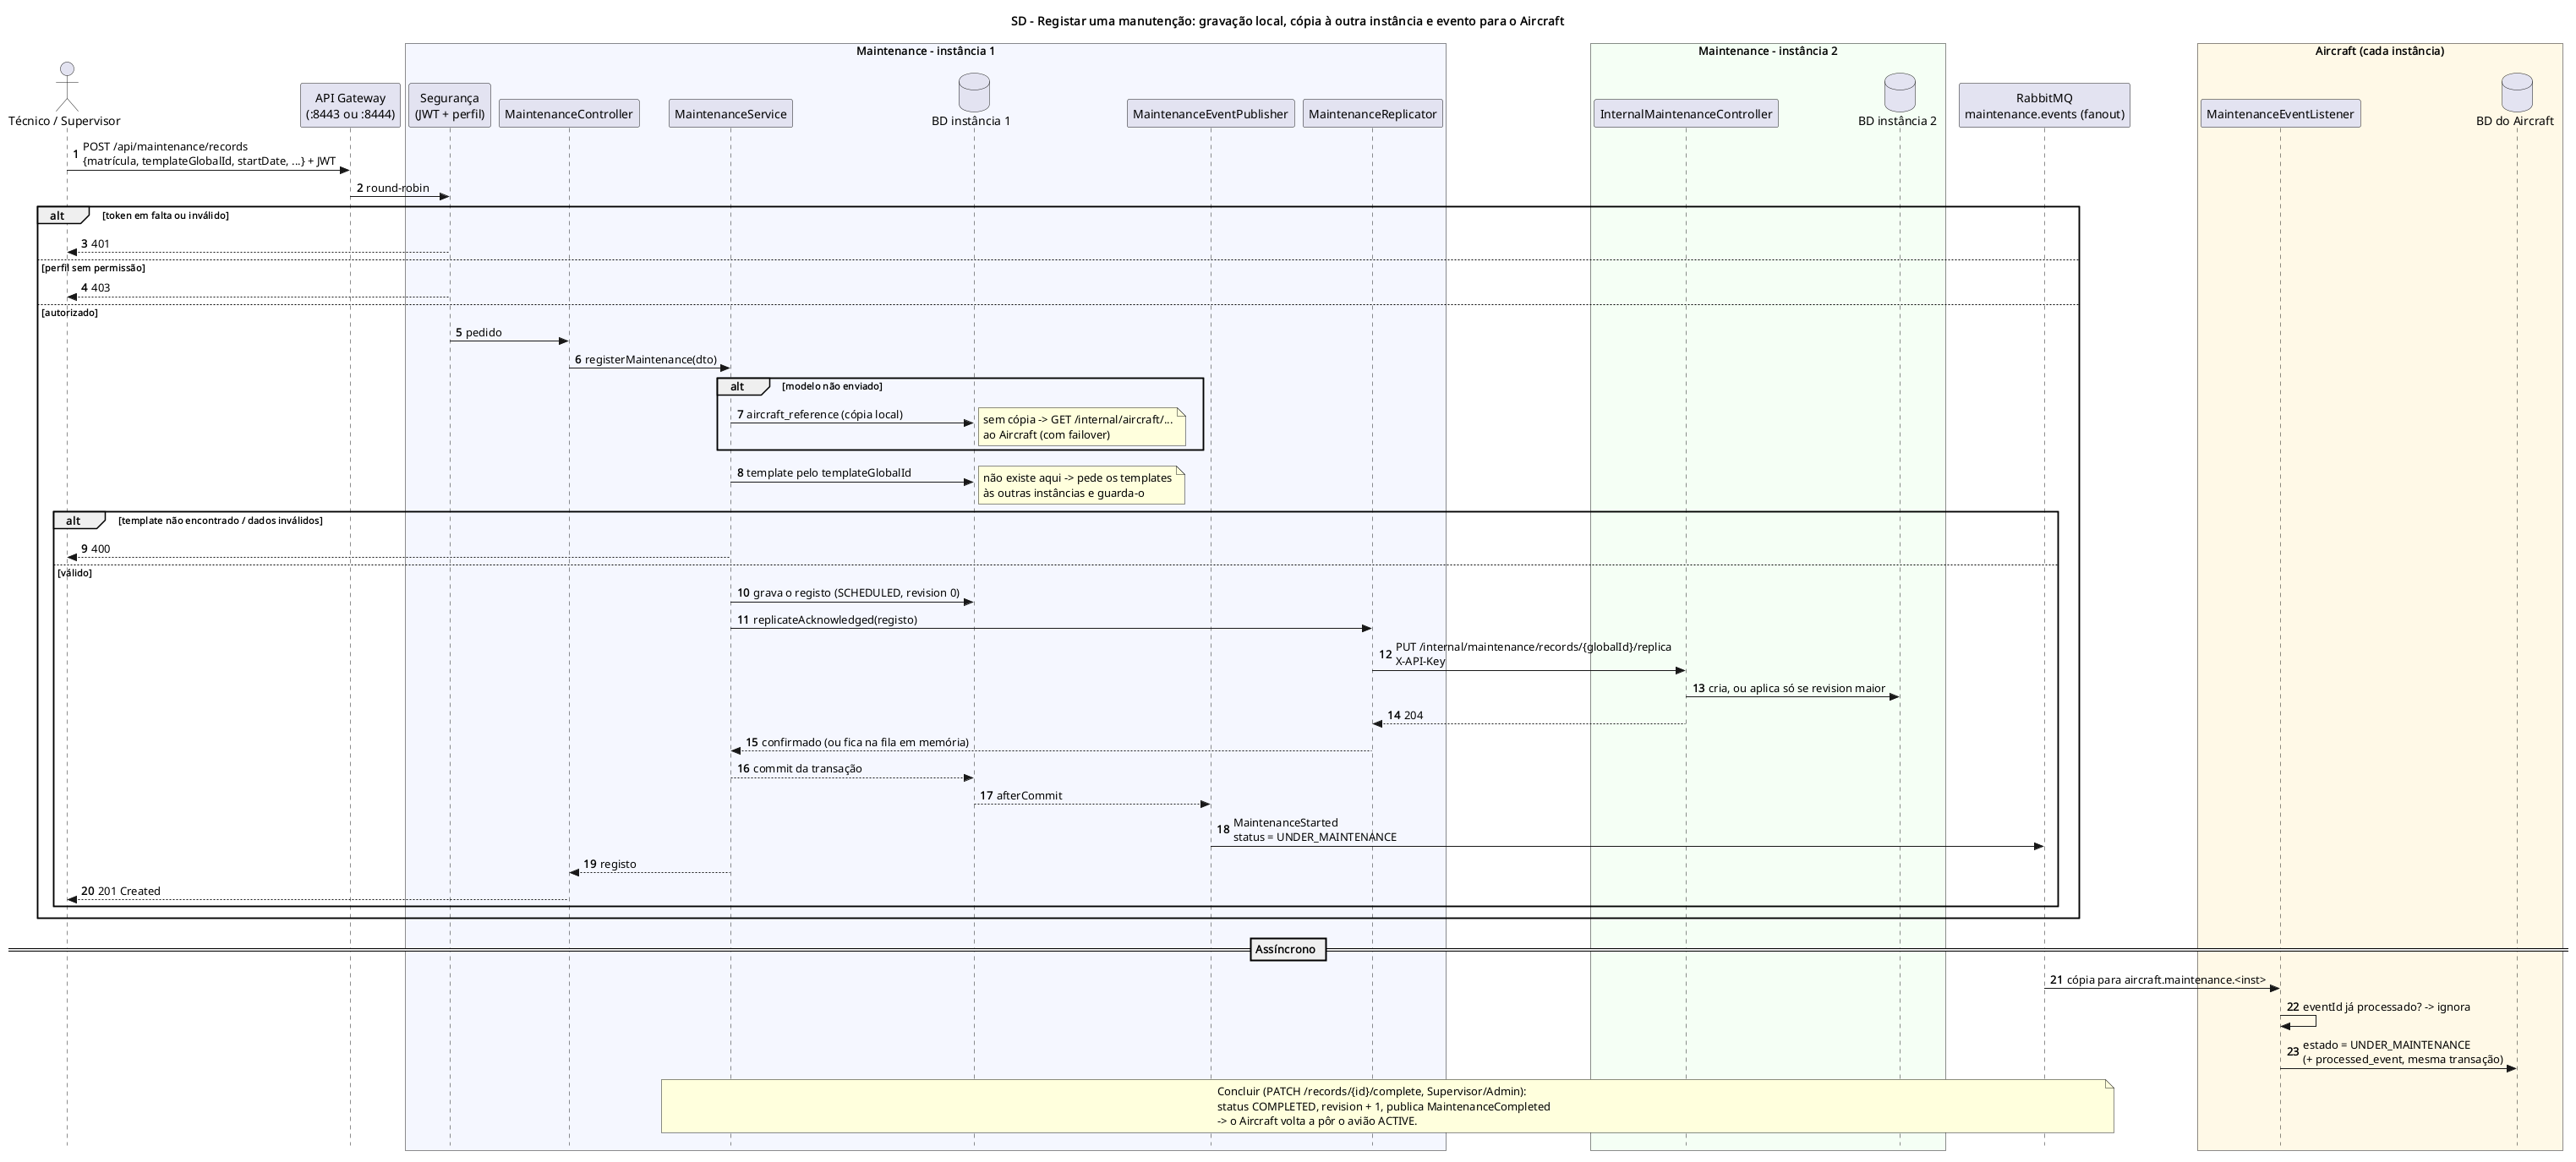 SD - Registar uma manutenção: gravação local, cópia à outra instância e evento para o Aircraft
Maintenance - instância 1
Maintenance - instância 2
Aircraft (cada instância)
Técnico / Supervisor
API Gateway
(:8443 ou :8444)
Segurança
(JWT + perfil)
MaintenanceController
MaintenanceService
BD instância 1
MaintenanceEventPublisher
MaintenanceReplicator
InternalMaintenanceController
BD instância 2
RabbitMQ
maintenance.events (fanout)
MaintenanceEventListener
BD do Aircraft
1 POST /api/maintenance/records
{matrícula, templateGlobalId, startDate, ...} + JWT
2 round-robin
alt [token em falta ou inválido]
3 401
[perfil sem permissão]
4 403
[autorizado]
5 pedido
6 registerMaintenance(dto)
alt [modelo não enviado]
7 aircraft_reference (cópia local)
sem cópia -> GET /internal/aircraft/...
ao Aircraft (com failover)
8 template pelo templateGlobalId
não existe aqui -> pede os templates
às outras instâncias e guarda-o
alt [template não encontrado / dados inválidos]
9 400
[válido]
10 grava o registo (SCHEDULED, revision 0)
11 replicateAcknowledged(registo)
12 PUT /internal/maintenance/records/{globalId}/replica
X-API-Key
13 cria, ou aplica só se revision maior
14 204
15 confirmado (ou fica na fila em memória)
16 commit da transação
17 afterCommit
18 MaintenanceStarted
status = UNDER_MAINTENANCE
19 registo
20 201 Created
Assíncrono
21 cópia para aircraft.maintenance.<inst>
22 eventId já processado? -> ignora
23 estado = UNDER_MAINTENANCE
(+ processed_event, mesma transação)
Concluir (PATCH /records/{id}/complete, Supervisor/Admin):
status COMPLETED, revision + 1, publica MaintenanceCompleted
-> o Aircraft volta a pôr o avião ACTIVE.